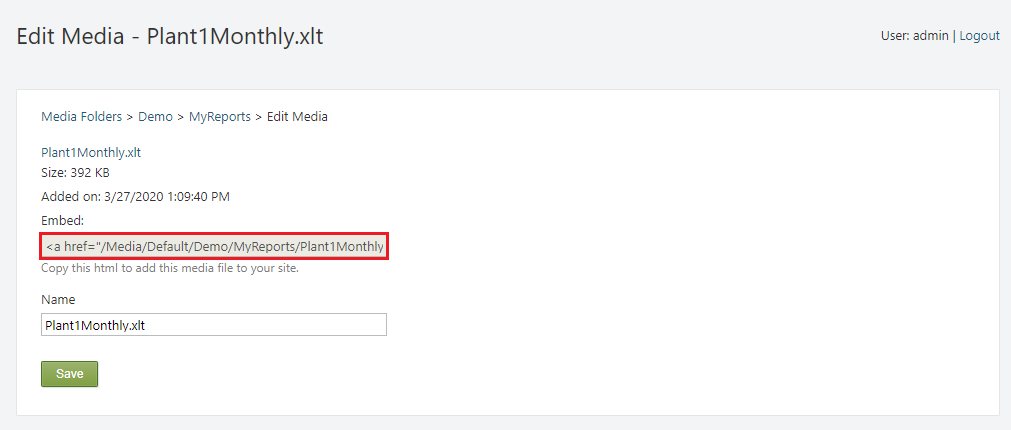 Edit Media - Plant1Monthly.xlt
User: admin | Logout
Media Folders > Demo > MyReports > Edit Media
Plant1Monthly.xlt
Size: 392 KB
Added on: 3/27/2020 1:09:40 PM
Embed:
<a href="/Media/Default/Demo/MyReports/Plant1Monthly
Copy this html to add this media file to your site.
Name
Plant1Monthly.xlt
Save